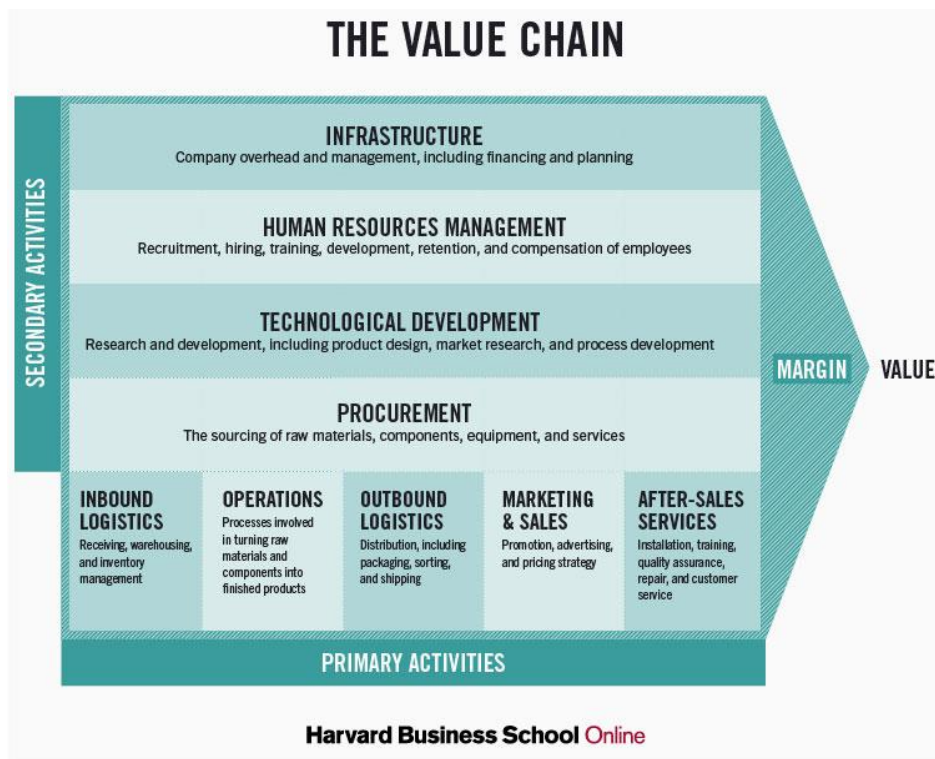 THE VALUE CHAIN
SECONDARY ACTIVITIES
INFRASTRUCTURE
Company overhead and management, including financing and planning
HUMAN RESOURCES MANAGEMENT
Recruitment, hiring, training, development, retention, and compensation of employees
TECHNOLOGICAL DEVELOPMENT
Research and development, including product design, market research, and process development
PROCUREMENT
The sourcing of raw materials, components, equipment, and services
INBOUND
LOGISTICS
Receiving, warehousing,
and inventory
management
OPERATIONS
Processes involved
in turning raw
materials and
components into
finished products
OUTBOUND
LOGISTICS
Distribution, including
packaging, sorting,
and shipping
MARKETING
& SALES
Promotion, advertising,
and pricing strategy
AFTER-SALES
SERVICES
Installation, training,
quality assurance,
repair, and customer
service
MARGIN
VALUE
PRIMARY ACTIVITIES
Harvard Business School Online